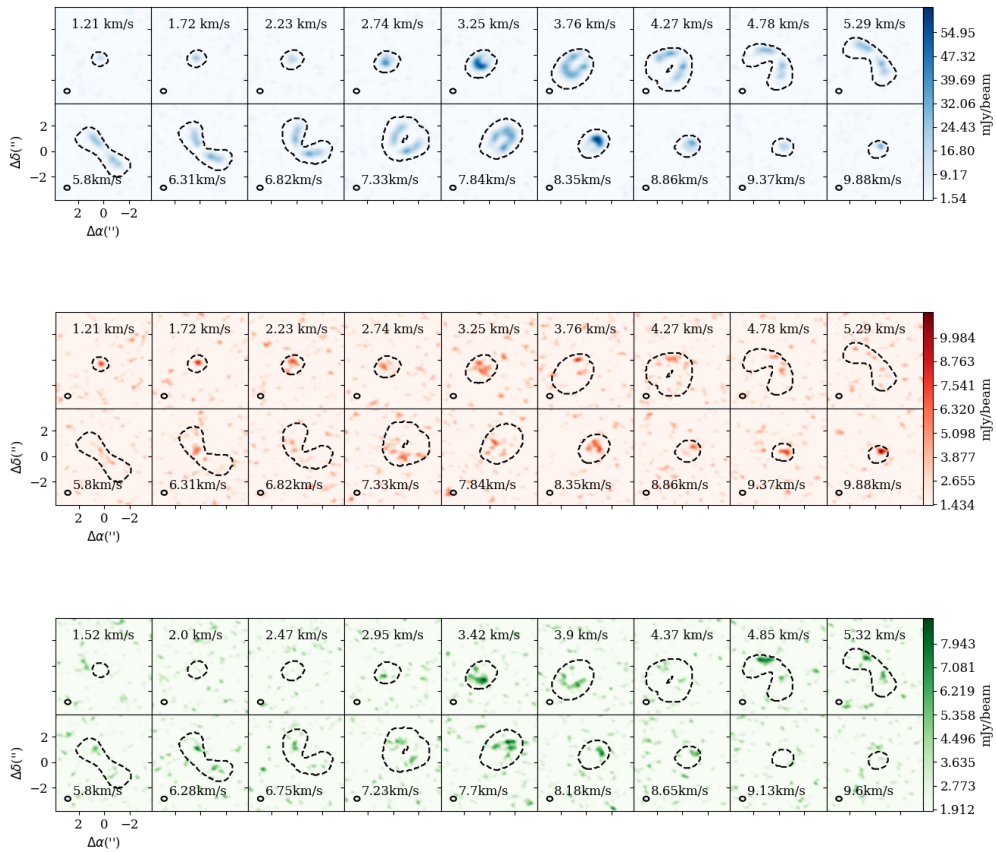 1.21 km/s 1.72 km/s 2.23 km/s 2.74 km/s 3.25 km/s 3.76 km/s 4.27 km/s 4.78 km/s 5.29 km/s
5.8km/s 6.31km/s 6.82km/s 7.33km/s 7.84km/s 8.35km/s 8.86km/s 9.37km/s 9.88km/s
2
0
−2
Δδ('')
2 0 −2
Δα('')
54.95
47.32
39.69
32.06
24.43
16.80
9.17
1.54
mJy/beam
1.21 km/s 1.72 km/s 2.23 km/s 2.74 km/s 3.25 km/s 3.76 km/s 4.27 km/s 4.78 km/s 5.29 km/s
5.8km/s 6.31km/s 6.82km/s 7.33km/s 7.84km/s 8.35km/s 8.86km/s 9.37km/s 9.88km/s
2
0
−2
Δδ('')
2 0 −2
Δα('')
9.984
8.763
7.541
6.320
5.098
3.877
2.655
1.434
mJy/beam
1.52 km/s 2.0 km/s 2.47 km/s 2.95 km/s 3.42 km/s 3.9 km/s 4.37 km/s 4.85 km/s 5.32 km/s
5.8km/s 6.28km/s 6.75km/s 7.23km/s 7.7km/s 8.18km/s 8.65km/s 9.13km/s 9.6km/s
2
0
−2
Δδ('')
2 0 −2
Δα('')
7.943
7.081
6.219
5.358
4.496
3.635
2.773
1.912
mJy/beam